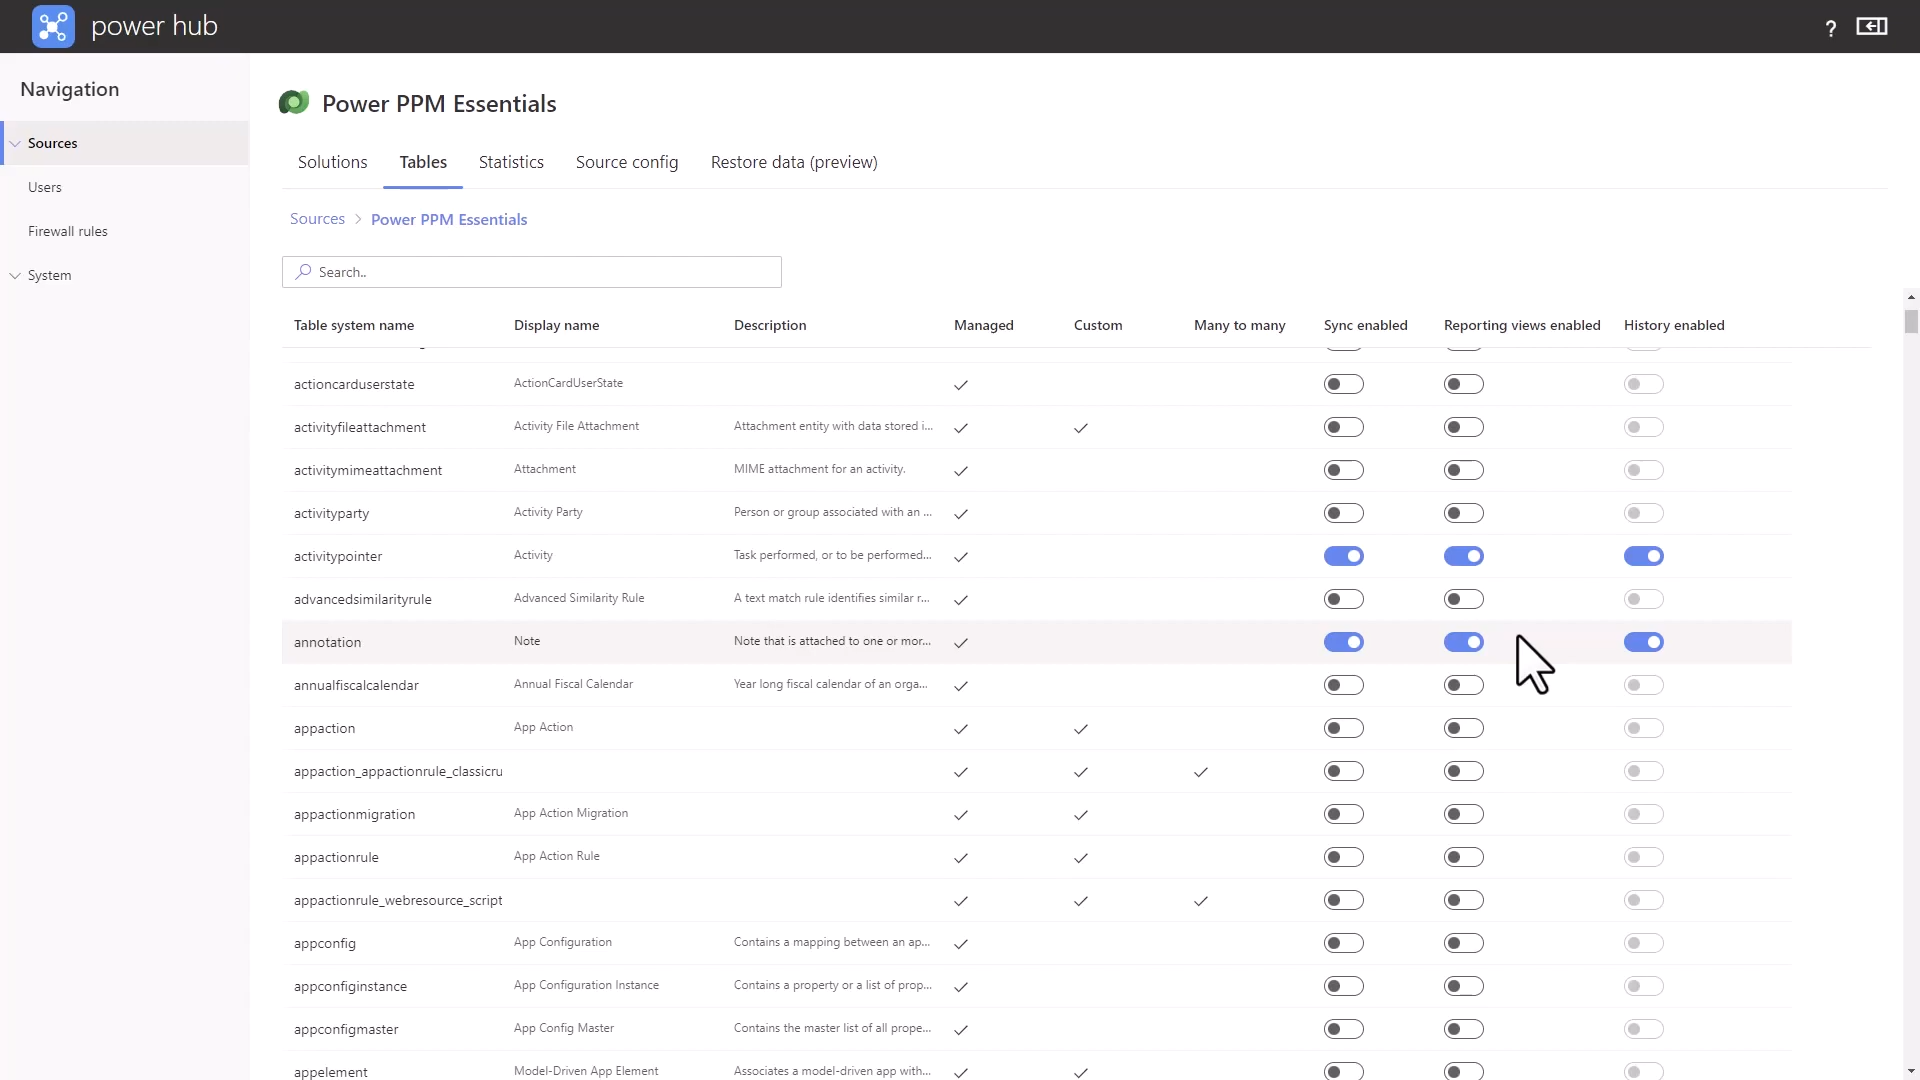 power hub
?
Navigation
Sources
Users
Firewall rules
System
Power PPM Essentials
Solutions Tables Statistics Source config Restore data (preview)
Sources > Power PPM Essentials
Search..
Table system name Display name Description Managed Custom Many to many Sync enabled Reporting views enabled History enabled
actioncarduserstate ActionCardUserState
activityfileattachment Activity File Attachment Attachment entity with data stored i...
activitymimeattachment Attachment MIME attachment for an activity.
activityparty Activity Party Person or group associated with an ...
activitypointer Activity Task performed, or to be performed...
advancedsimilarityrule Advanced Similarity Rule A text match rule identifies similar r...
annotation Note Note that is attached to one or mor...
annualfiscalcalendar Annual Fiscal Calendar Year long fiscal calendar of an orga...
appaction App Action
appaction_appactionrule_classicru
appactionmigration App Action Migration
appactionrule App Action Rule
appactionrule_webresource_script
appconfig App Configuration Contains a mapping between an ap...
appconfiginstance App Configuration Instance Contains a property or a list of prop...
appconfigmaster App Config Master Contains the master list of all prope...
appelement Model-Driven App Element Associates a model-driven app with...